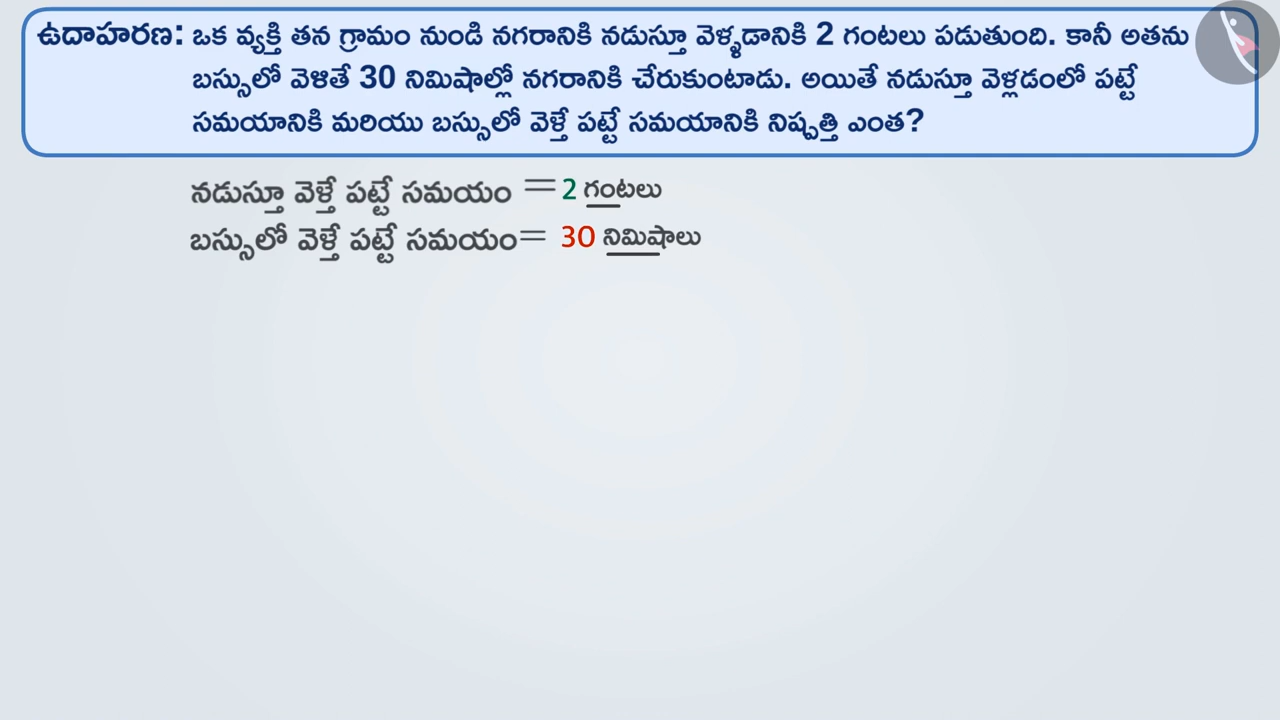 ఉదాహరణ: ఒక వ్యక్తి తన గ్రామం నుండి నగరానికి నడుస్తూ వెళ్ళడానికి 2 గంటలు పడుతుంది. కానీ అతను
బస్సులో వెళితే 30 నిమిషాల్లో నగరానికి చేరుకుంటాడు. అయితే నడుస్తూ వెళ్లడంలో పట్టే
సమయానికి మరియు బస్సులో వెళ్తే పట్టే సమయానికి నిష్పత్తి ఎంత?
నడుస్తూ వెళ్తే పట్టే సమయం = 2 గంటలు
బస్సులో వెళ్తే పట్టే సమయం= 30 నిమిషాలు